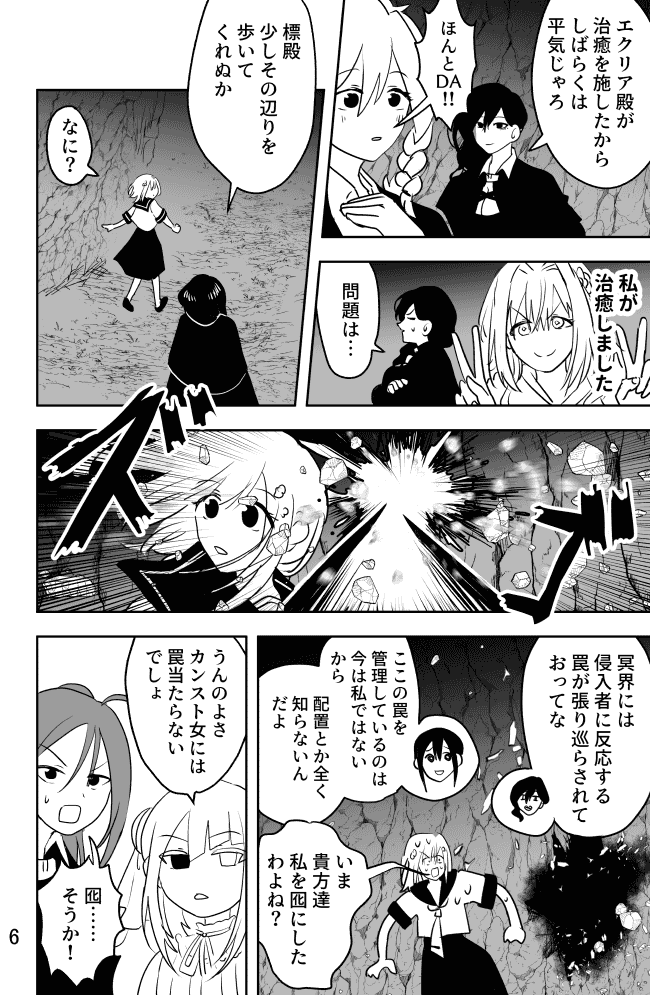 エクリア殿が
治癒を施したから
しばらくは
平気じゃろ
ほんと
DA!!
私が
治癒しました
問題は…
標殿
少しその辺りを
歩いて
くれぬか
なに?
ズ
ブ
冥界には
侵入者に反応する
罠が張り巡らされて
おってな
ここの罠を
管理しているのは
今は私ではない
から
配置とか全く
知らないん
だよ
いま
貴方達
私を囮にした
わよね?
うんのよさ
カンスト女には
罠当たらない
でしょ
囮……
そうか!
6